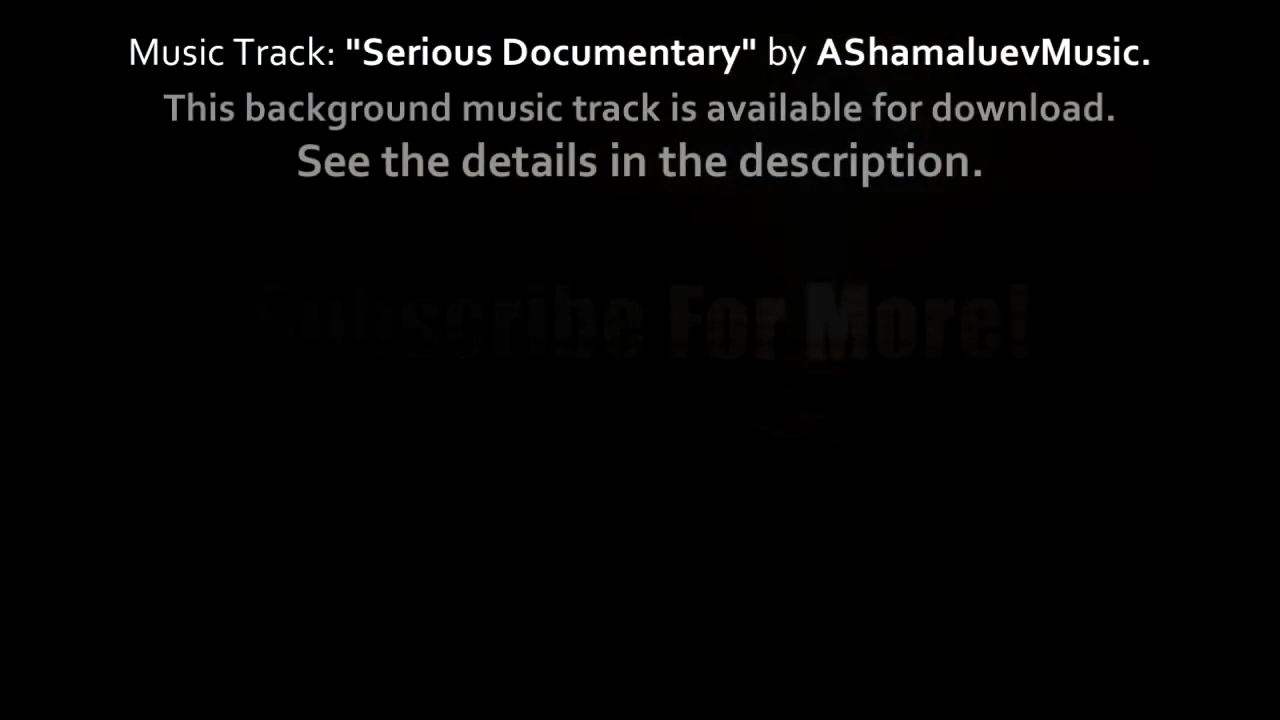 Music Track: "Serious Documentary" by AShamaluevMusic.
This background music track is available for download.
See the details in the description.
Subscribe For More!